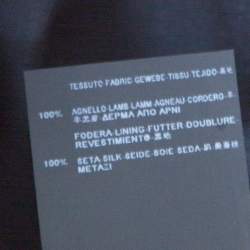 TESSUTO-FABRIC-GEWEBE-TISSU-TEJIDO-
100% AGNELLO-LAMB-LAMM-AGNEAU-CORDERO-
ΔΕΡΜΑ ΑΠΟ ΑΡΝΙ
FODERA-LINING-FUTTER-DOUBLURE-
REVESTIMIENTO-
100% SETA-SILK-SEIDE-SOIE-SEDA-
ΜΕΤΑΞΙ